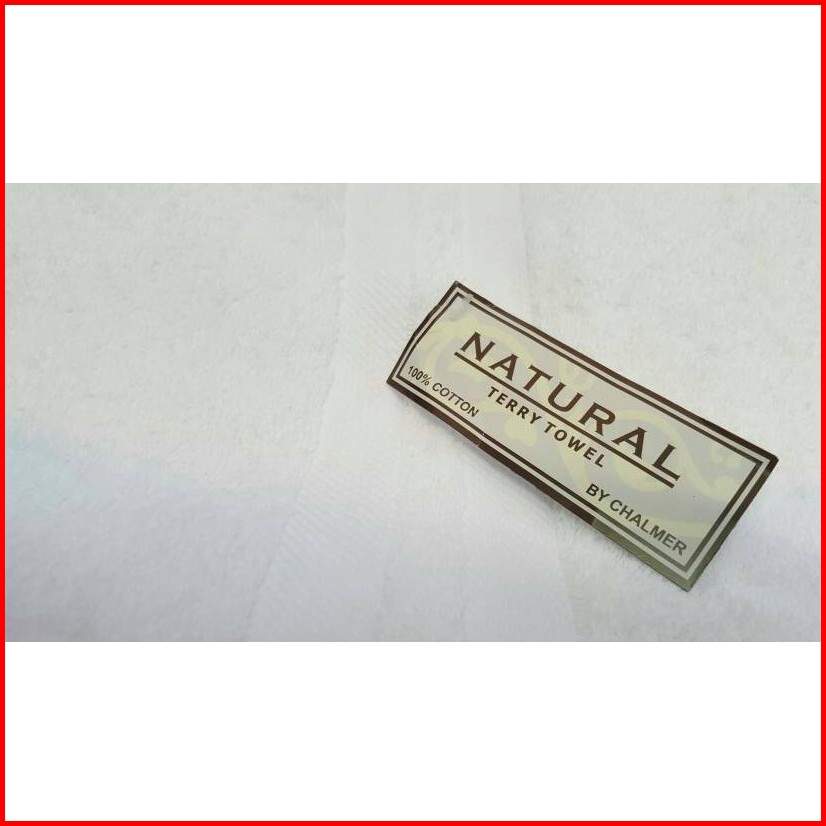 NATURAL
TERRY TOWEL
100% COTTON
BY CHALMER